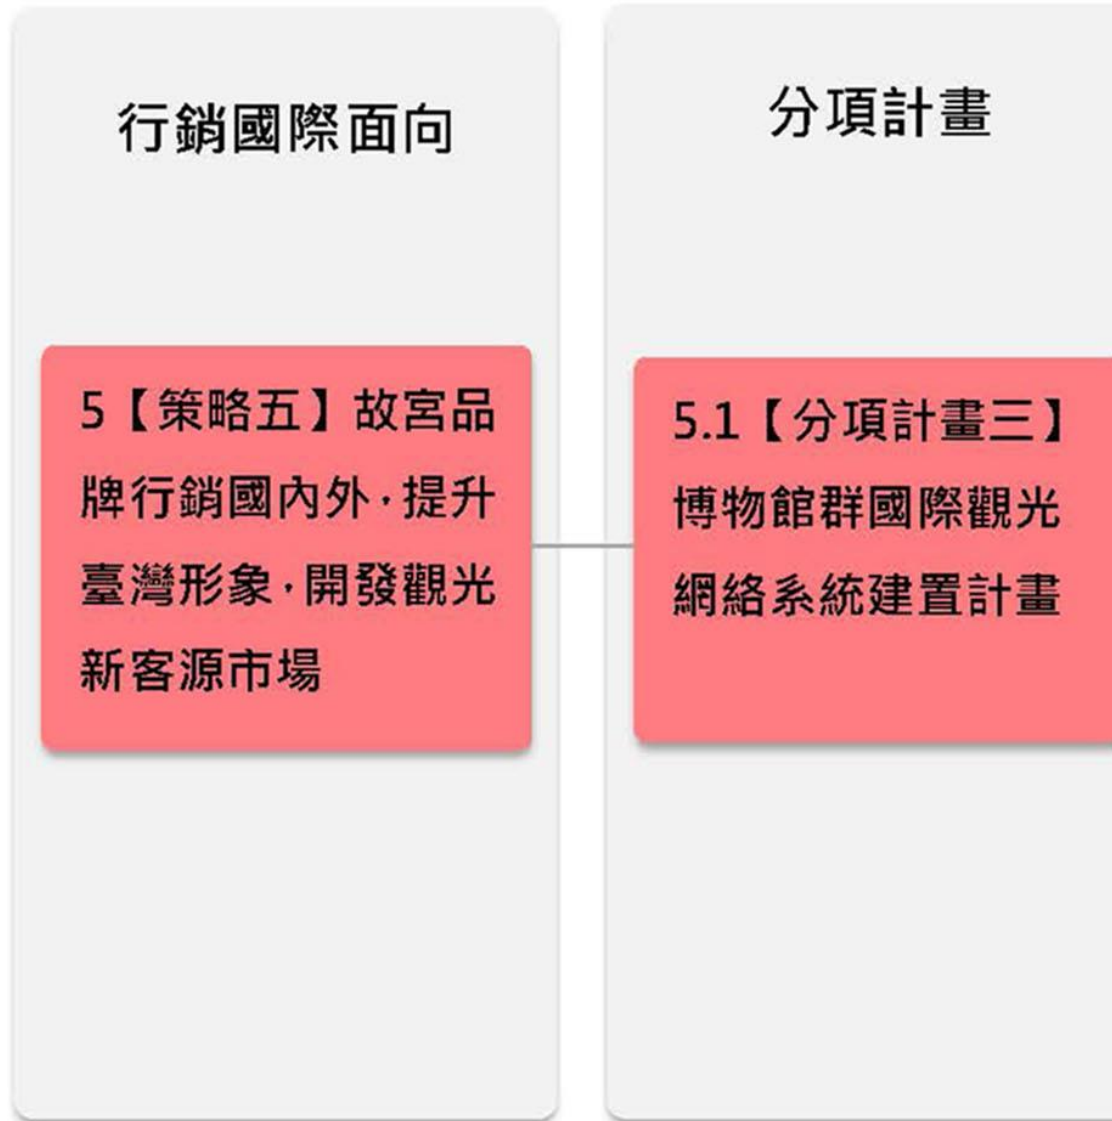 行銷國際面向
5【策略五】故宮品
牌行銷國內外,提升
臺灣形象,開發觀光
新客源市場
分項計畫
5.1【分項計畫三】
博物館群國際觀光
網絡系統建置計畫